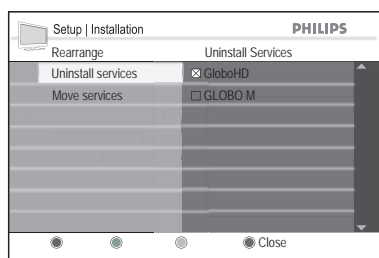 Setup | Installation PHILIPS
Rearrange Uninstall Services
Uninstall services GloboHD
Move services GLOBO M
Close